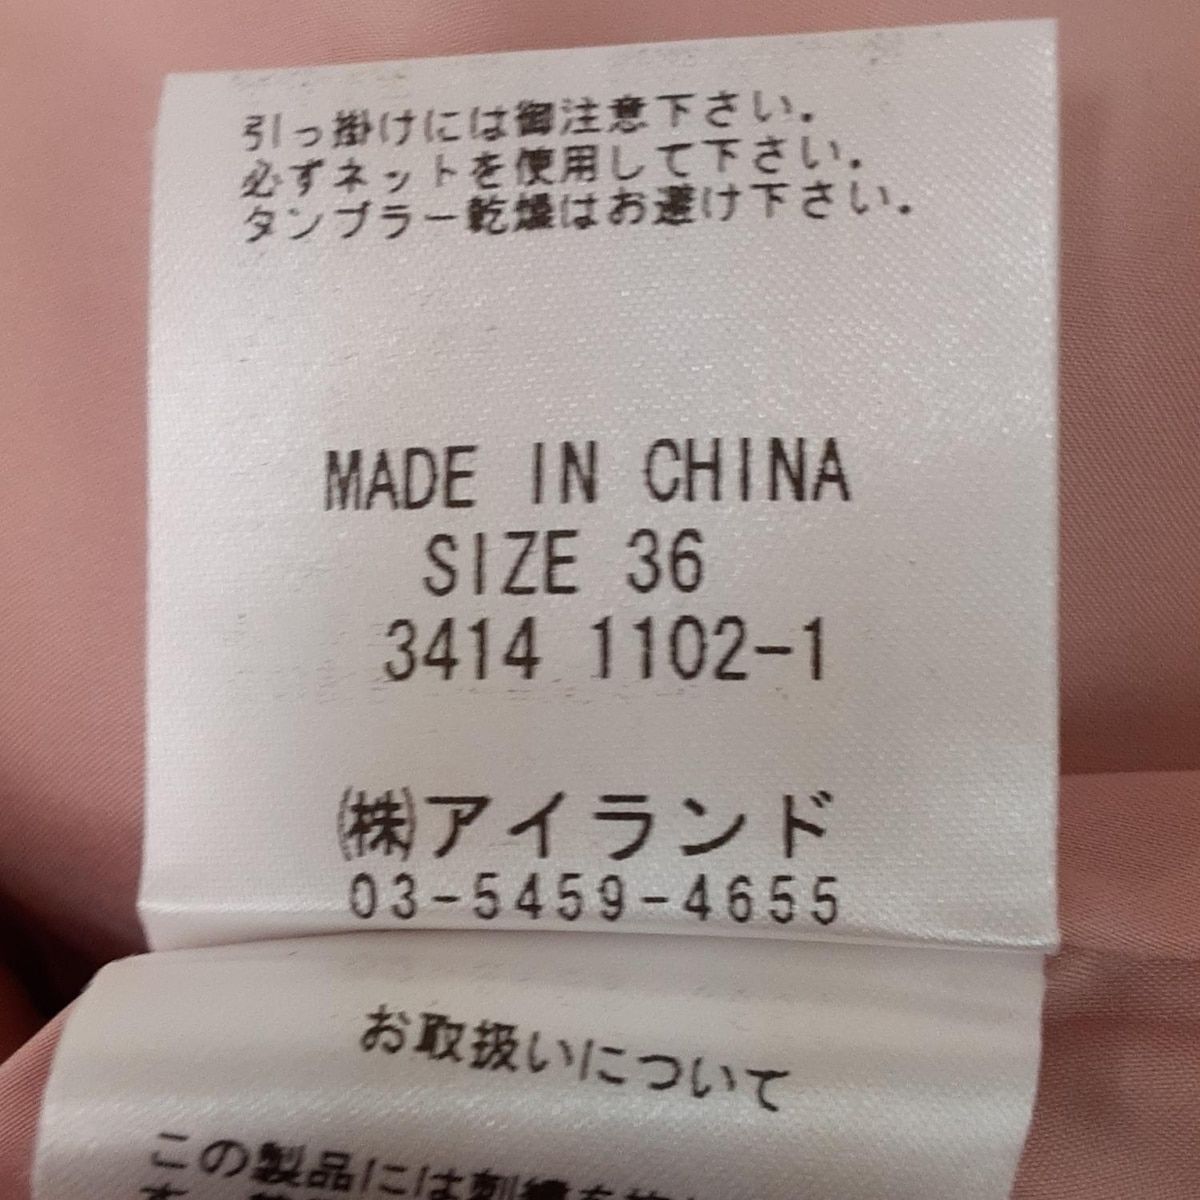 引っ掛けには御注意下さい.
必ずネットを使用して下さい.
タンブラー乾燥はお避け下さい.
MADE IN CHINA
SIZE 36
3414 1102-1
㈱アイランド
03-5459-4655
お取扱いについて
この製品には刺繍を